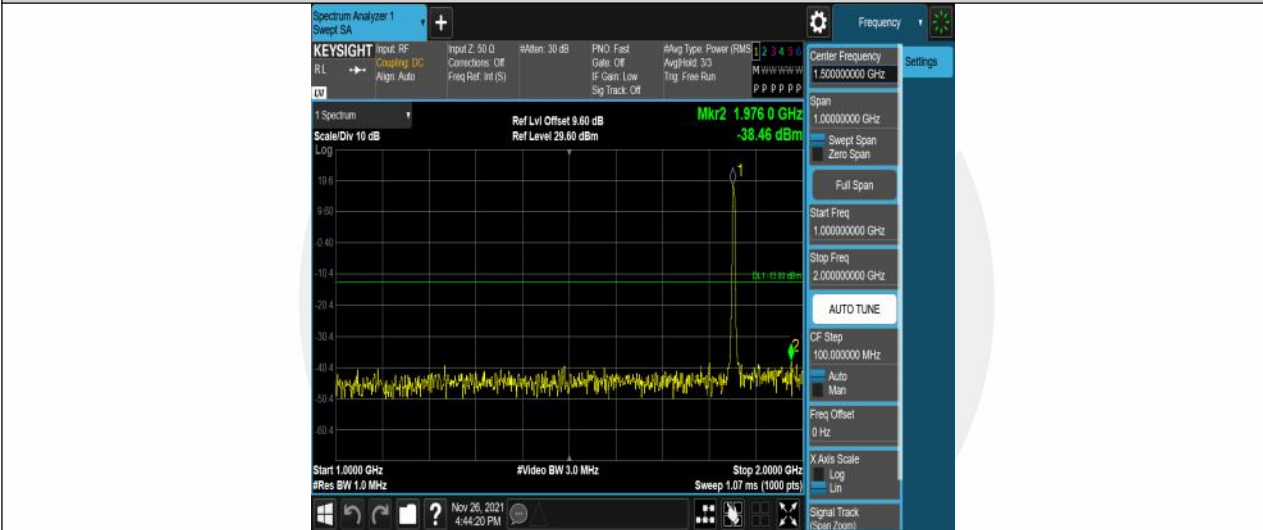 Spectrum Analyzer 1
Swept SA
+
Frequency
KEYSIGHT
Input: RF
Coupling: DC
Align: Auto
Input Z: 50 Ω
Corrections: Off
Freq Ref: Int (S)
#Atten: 30 dB
PNO: Fast
Gate: Off
IF Gain: Low
Sig Track: Off
#Avg Type: Power (RMS
Avg|Hold: 3/3
Trig: Free Run
1 2 3 4 5 6
M W W W W W
P P P P P P
RL
LV
1 Spectrum
Scale/Div 10 dB
Log
Ref Lvl Offset 9.60 dB
Ref Level 29.60 dBm
Mkr2 1.976 0 GHz
-38.46 dBm
19.6
9.60
-0.40
-10.4
-20.4
-30.4
-40.4
-50.4
-60.4
1
2
DL1 -13.00 dBm
Start 1.0000 GHz
#Res BW 1.0 MHz
#Video BW 3.0 MHz
Stop 2.0000 GHz
Sweep 1.07 ms (1000 pts)
?
Nov 26, 2021
4:44:20 PM
Center Frequency
1.500000000 GHz
Settings
Span
1.00000000 GHz
Swept Span
Zero Span
Full Span
Start Freq
1.000000000 GHz
Stop Freq
2.000000000 GHz
AUTO TUNE
CF Step
100.000000 MHz
Auto
Man
Freq Offset
0 Hz
X Axis Scale
Log
Lin
Signal Track
(Span Zoom)